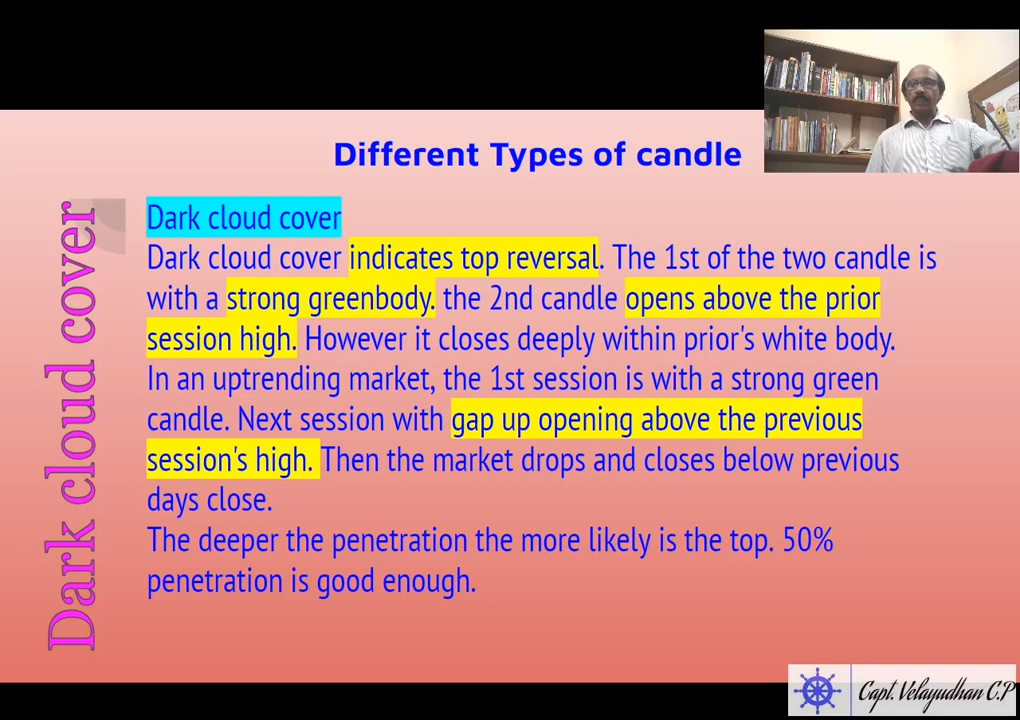 Different Types of candle
Dark cloud cover
Dark cloud cover
Dark cloud cover indicates top reversal. The 1st of the two candle is
with a strong greenbody. the 2nd candle opens above the prior
session high. However it closes deeply within prior's white body.
In an uptrending market, the 1st session is with a strong green
candle. Next session with gap up opening above the previous
session's high. Then the market drops and closes below previous
days close.
The deeper the penetration the more likely is the top. 50%
penetration is good enough.
Capt. Velayudhan C.P